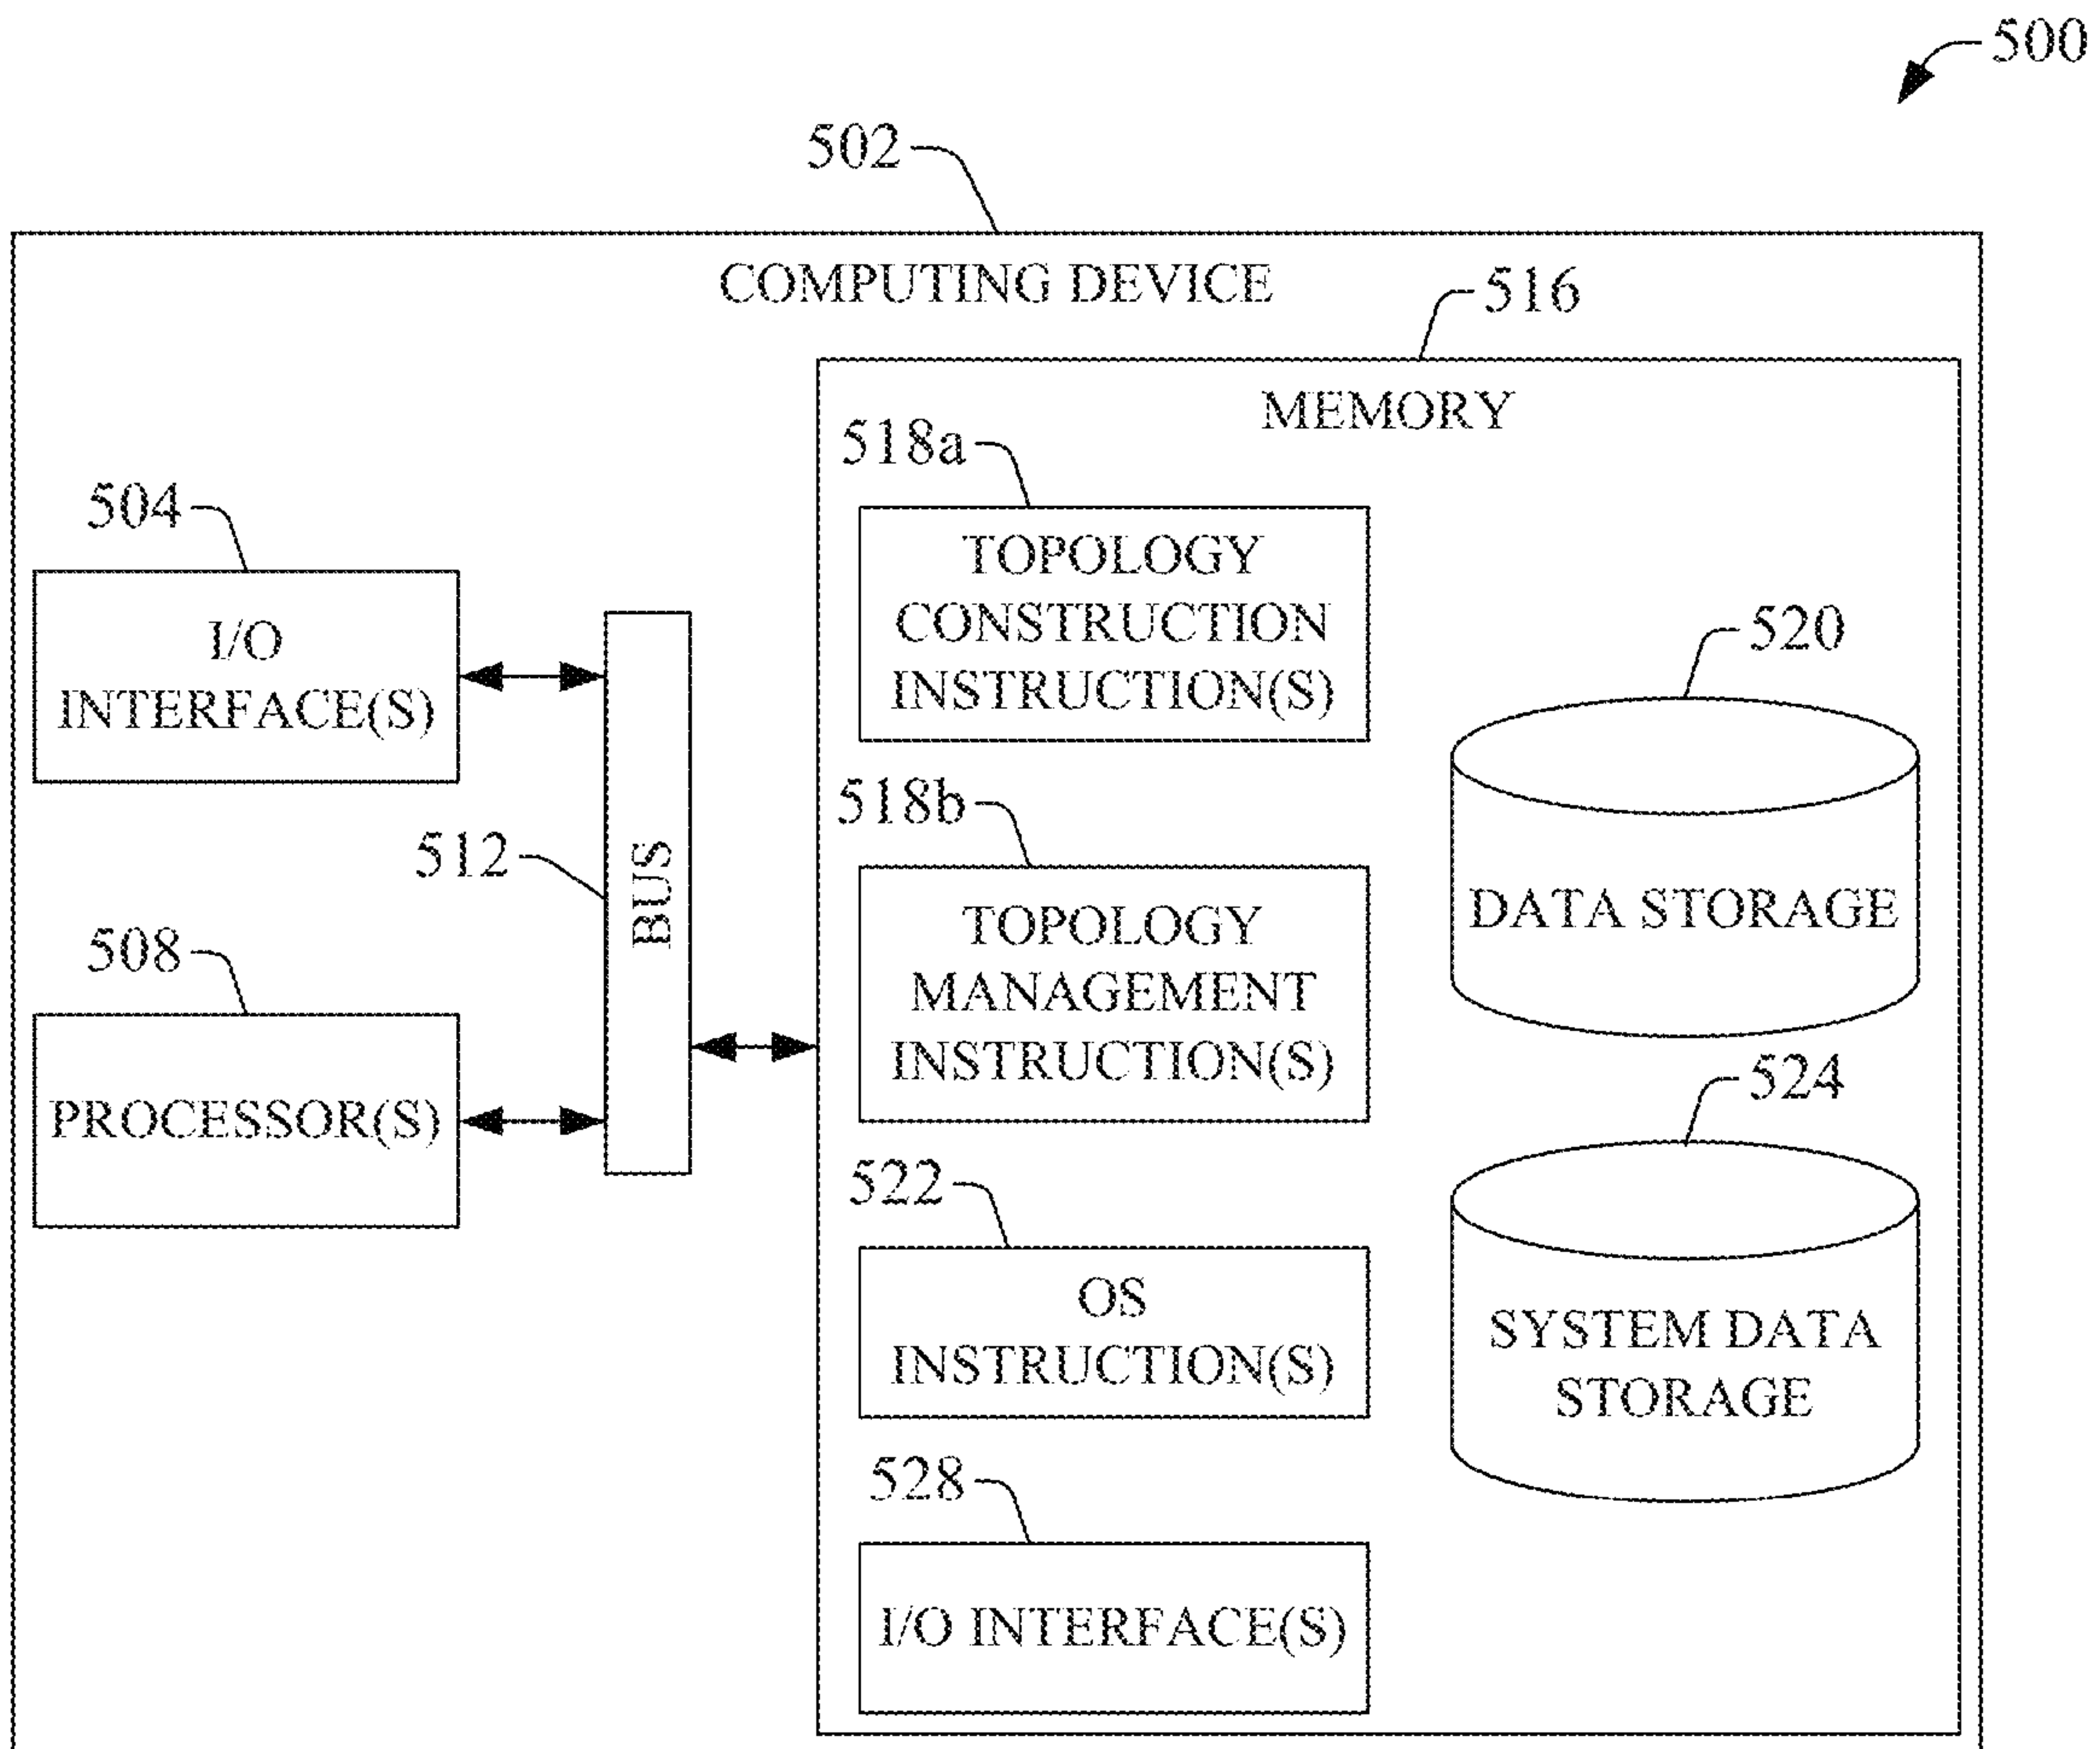 500
502
COMPUTING DEVICE
516
MEMORY
518a
TOPOLOGY
CONSTRUCTION
INSTRUCTION(S)
504
I/O
INTERFACE(S)
520
DATA STORAGE
518b
TOPOLOGY
MANAGEMENT
INSTRUCTION(S)
512
BUS
508
PROCESSOR(S)
524
SYSTEM DATA
STORAGE
522
OS
INSTRUCTION(S)
528
I/O INTERFACE(S)